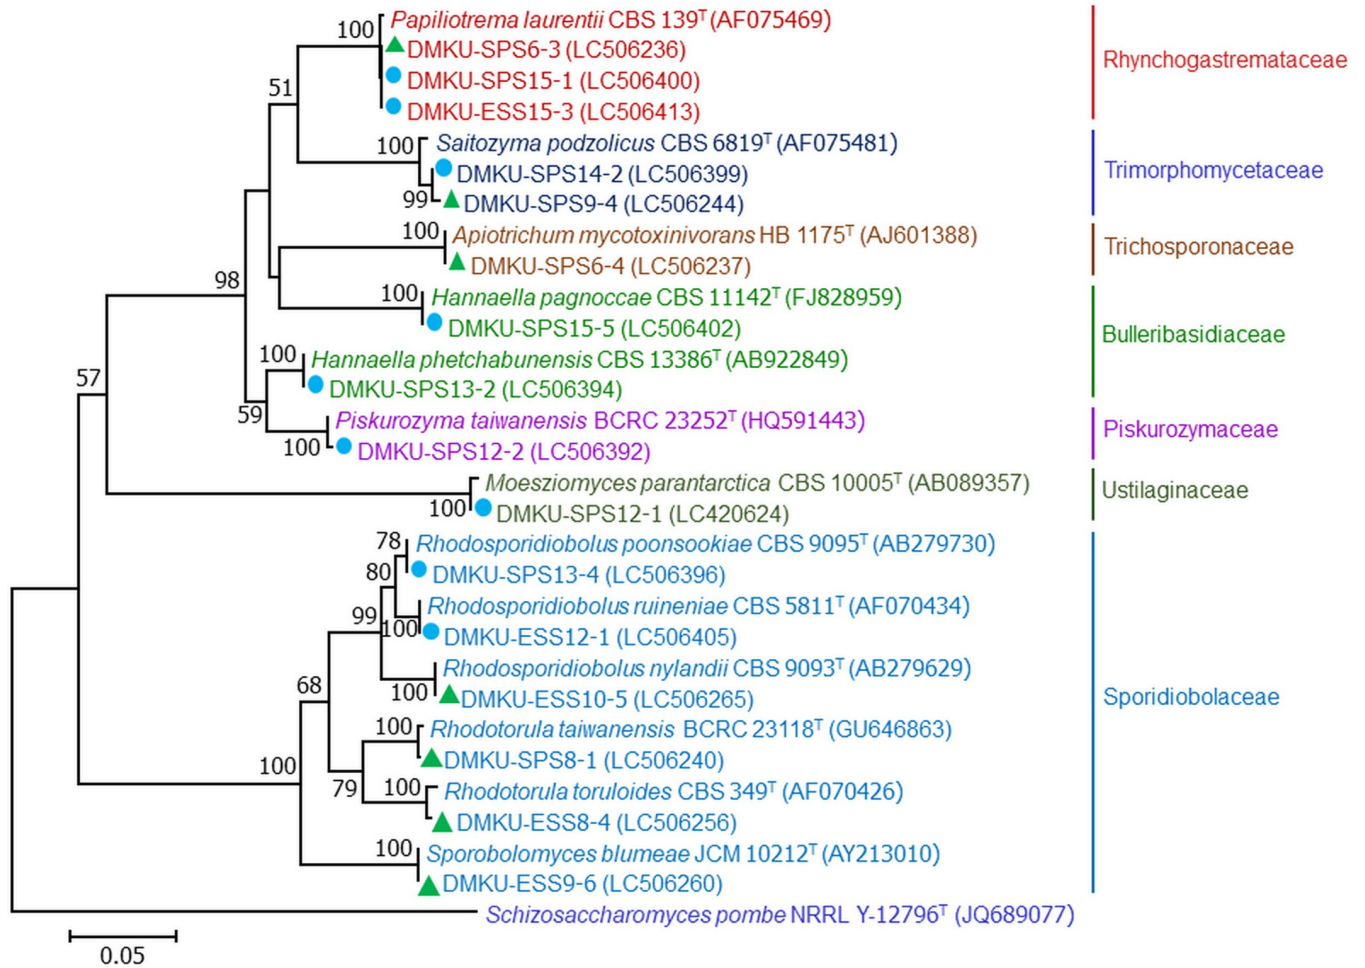 Papiliotrema laurentii CBS 139ᵀ (AF075469)
100
DMKU-SPS6-3 (LC506236)
Rhynchogastremataceae
DMKU-SPS15-1 (LC506400)
51
DMKU-ESS15-3 (LC506413)
Saitozyma podzolicus CBS 6819ᵀ (AF075481)
100
DMKU-SPS14-2 (LC506399)
Trimorphomycetaceae
99
DMKU-SPS9-4 (LC506244)
100
Apiotrichum mycotoxinivorans HB 1175ᵀ (AJ601388)
Trichosporonaceae
DMKU-SPS6-4 (LC506237)
98
100
Hannaella pagnoccae CBS 11142ᵀ (FJ828959)
DMKU-SPS15-5 (LC506402)
Bulleribasidiaceae
100
Hannaella phetchabunensis CBS 13386ᵀ (AB922849)
57
DMKU-SPS13-2 (LC506394)
59
Piskurozyma taiwanensis BCRC 23252ᵀ (HQ591443)
Piskurozymaceae
100
DMKU-SPS12-2 (LC506392)
Moesziomyces parantarctica CBS 10005ᵀ (AB089357)
Ustilaginaceae
100
DMKU-SPS12-1 (LC420624)
78
Rhodosporidiobolus poonsookiae CBS 9095ᵀ (AB279730)
80
DMKU-SPS13-4 (LC506396)
99
Rhodosporidiobolus ruineniae CBS 5811ᵀ (AF070434)
100
DMKU-ESS12-1 (LC506405)
Rhodosporidiobolus nylandii CBS 9093ᵀ (AB279629)
68
100
DMKU-ESS10-5 (LC506265)
Sporidiobolaceae
100
Rhodotorula taiwanensis BCRC 23118ᵀ (GU646863)
DMKU-SPS8-1 (LC506240)
100
79
100
Rhodotorula toruloides CBS 349ᵀ (AF070426)
DMKU-ESS8-4 (LC506256)
100
Sporobolomyces blumeae JCM 10212ᵀ (AY213010)
DMKU-ESS9-6 (LC506260)
Schizosaccharomyces pombe NRRL Y-12796ᵀ (JQ689077)
0.05